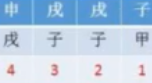 申 戌 戌 子
戌 子 子 甲
4 3 2 1